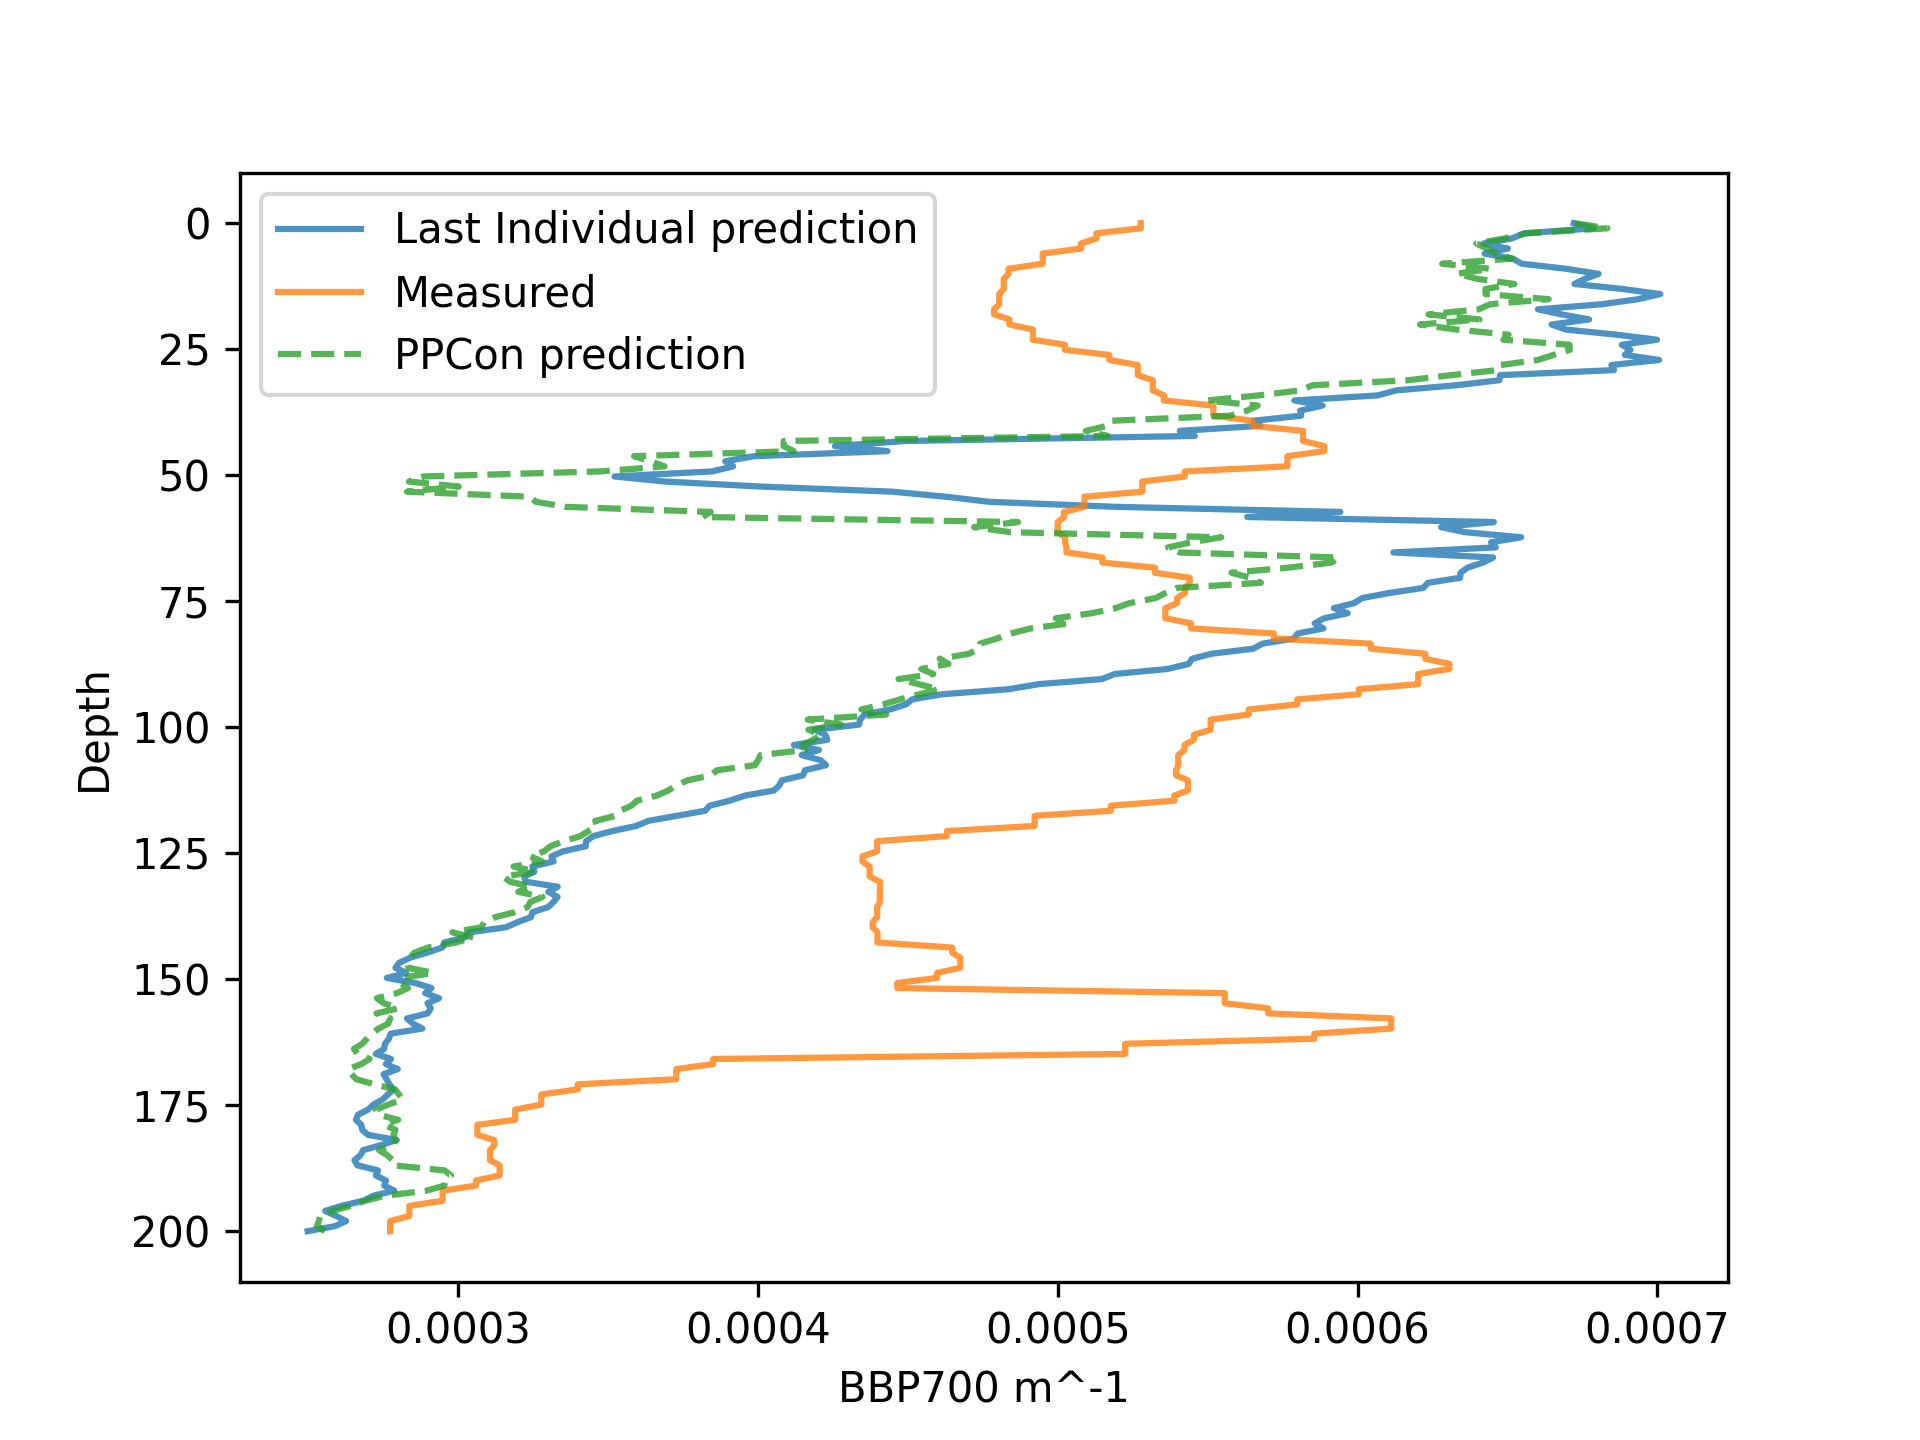 Last Individual prediction
Measured
PPCon prediction
0
25
50
75
100
125
150
175
200
Depth
0.0003 0.0004 0.0005 0.0006 0.0007
BBP700 m^-1